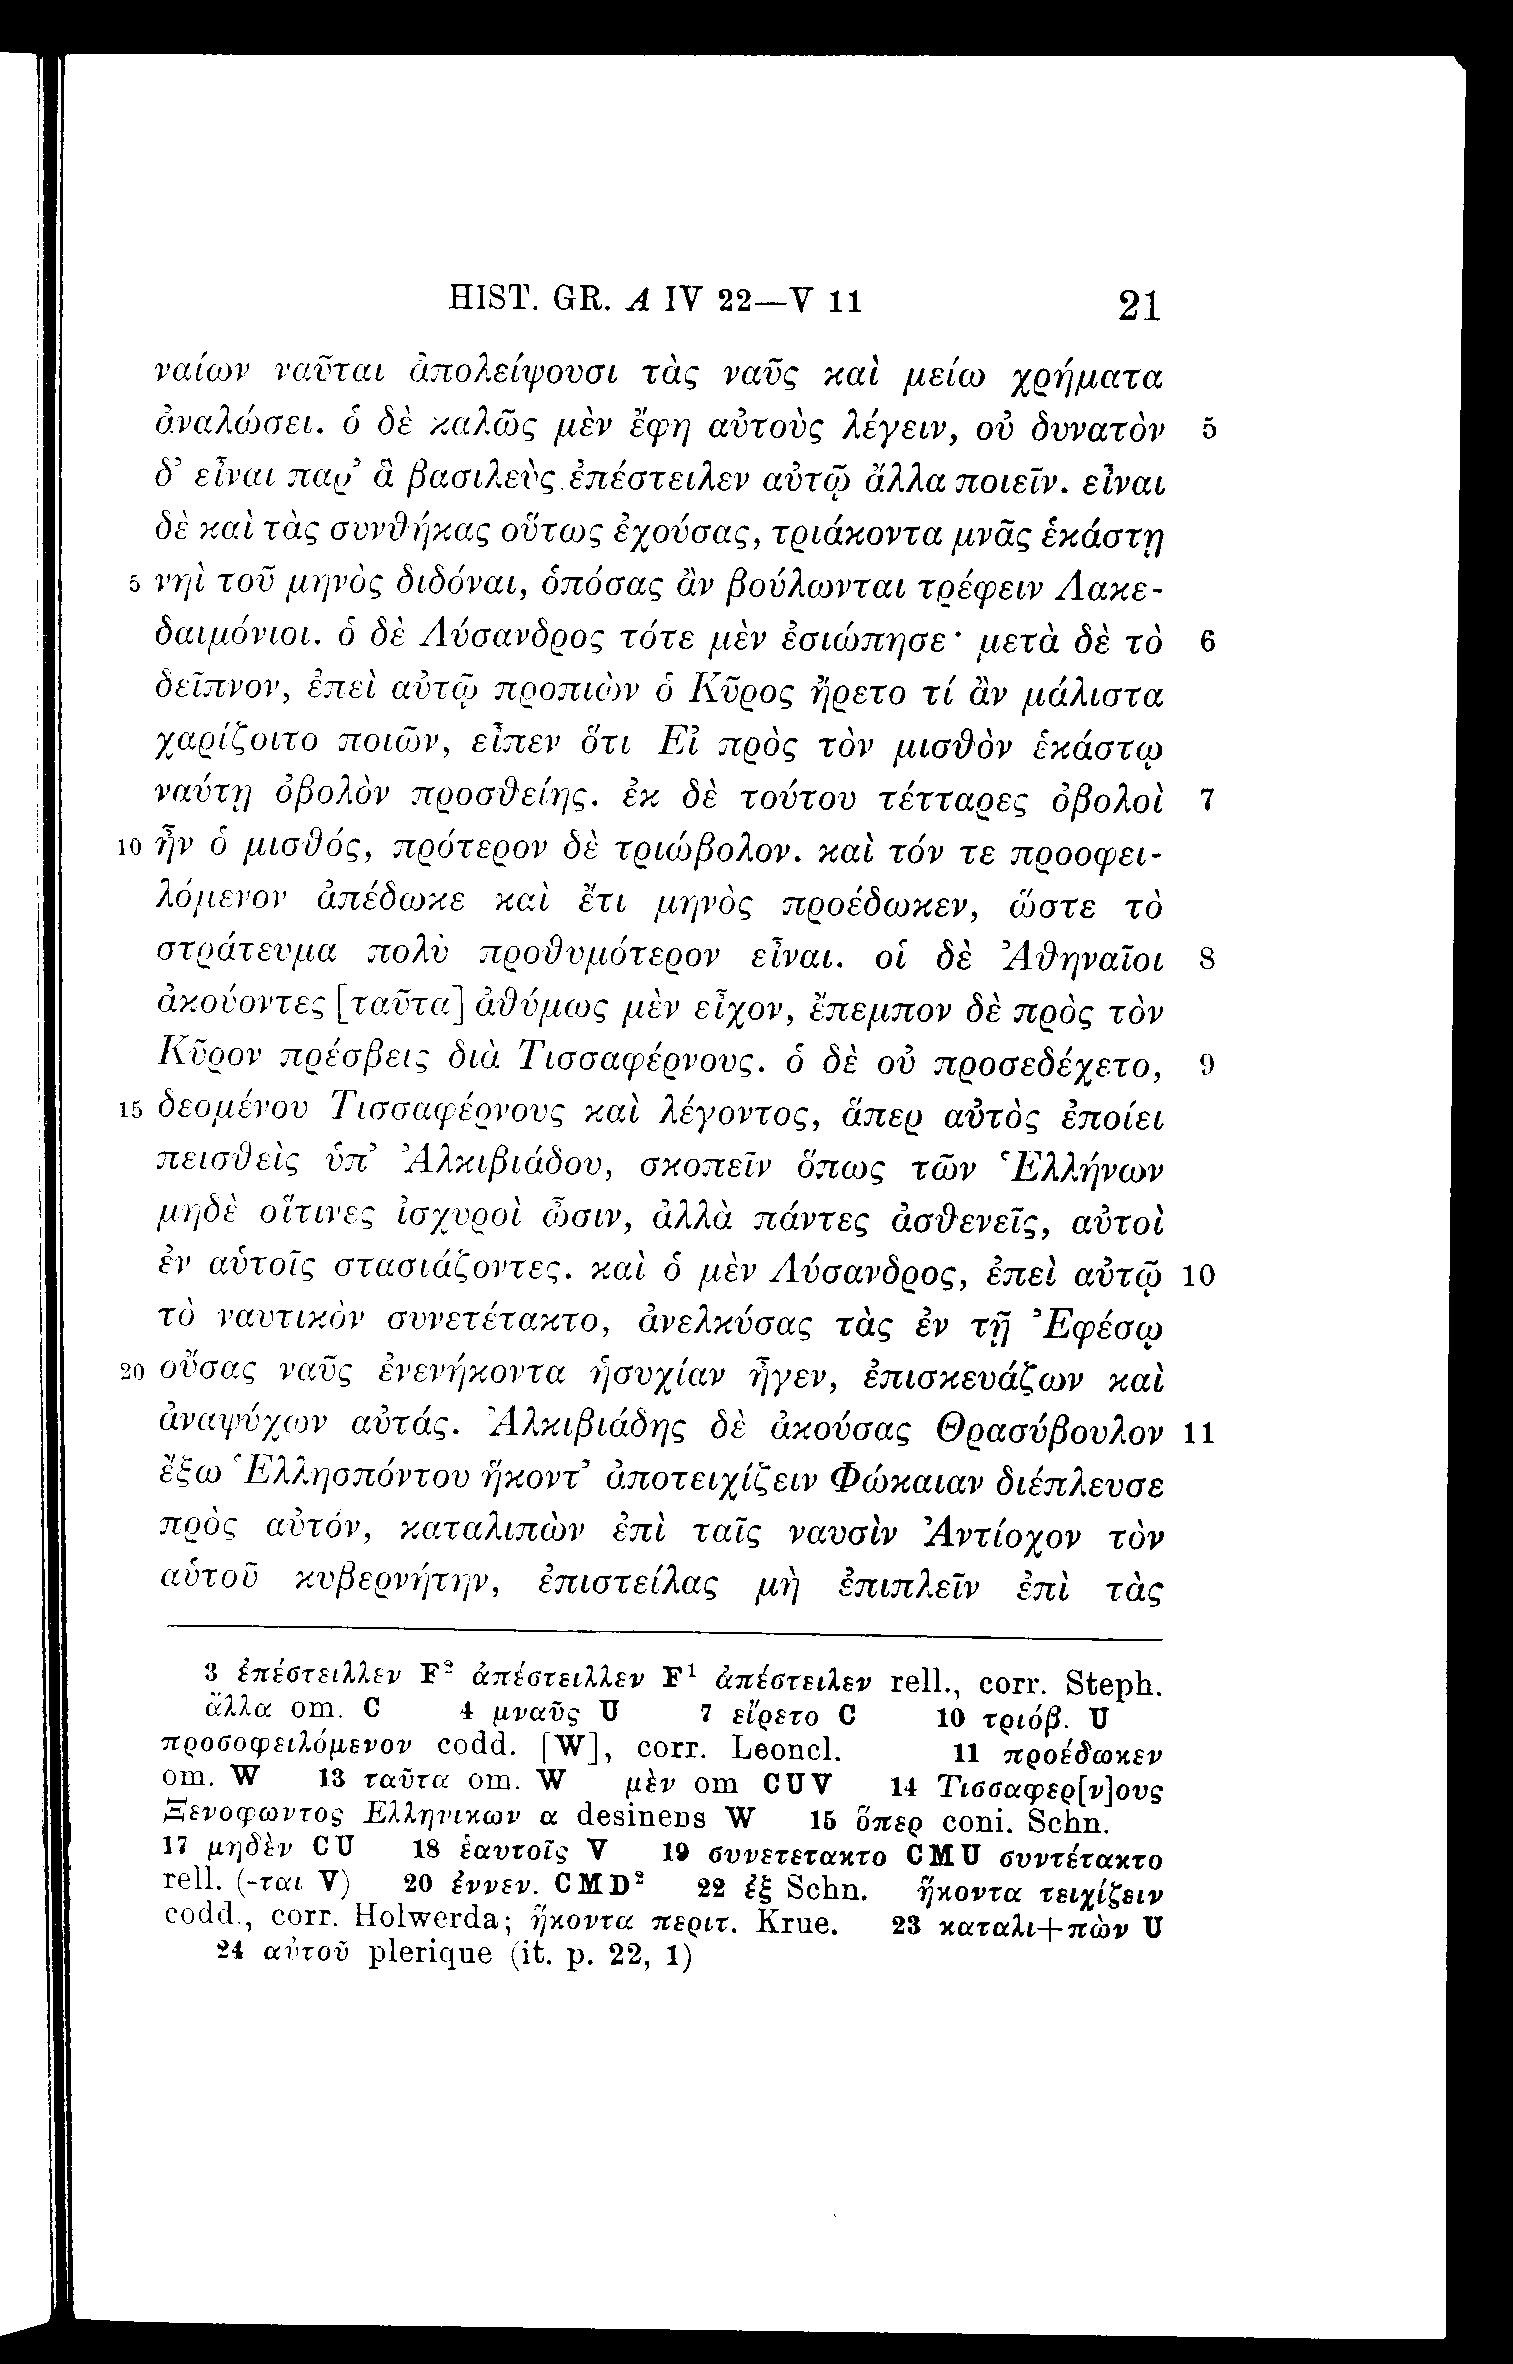 HIST. GR. A IV 22—V 11 21
ναίων ναῦται ἀπολείψουσι τὰς ναῦς καὶ μείω χρήματα
ἀναλώσει. ὁ δὲ καλῶς μὲν ἔφη αὐτοὺς λέγειν, οὐ δυνατὸν 5
δ’ εἶναι παρ’ ἃ βασιλεὺς ἐπέστειλεν αὐτῷ ἄλλα ποιεῖν. εἶναι
δὲ καὶ τὰς συνθήκας οὕτως ἐχούσας, τριάκοντα μνᾶς ἑκάστῃ
5 νηὶ τοῦ μηνὸς διδόναι, ὁπόσας ἂν βούλωνται τρέφειν Λακε-
δαιμόνιοι. ὁ δὲ Λύσανδρος τότε μὲν ἐσιώπησε· μετὰ δὲ τὸ 6
δεῖπνον, ἐπεὶ αὐτῷ προπιὼν ὁ Κῦρος ἤρετο τί ἂν μάλιστα
χαρίζοιτο ποιῶν, εἶπεν ὅτι Εἰ πρὸς τὸν μισθὸν ἑκάστῳ
ναύτῃ ὀβολὸν προσθείης. ἐκ δὲ τούτου τέτταρες ὀβολοὶ 7
10 ἦν ὁ μισθός, πρότερον δὲ τριώβολον. καὶ τόν τε προοφει-
λόμενον ἀπέδωκε καὶ ἔτι μηνὸς προέδωκεν, ὥστε τὸ
στράτευμα πολὺ προθυμότερον εἶναι. οἱ δὲ Ἀθηναῖοι 8
ἀκούοντες [ταῦτα] ἀθύμως μὲν εἶχον, ἔπεμπον δὲ πρὸς τὸν
Κῦρον πρέσβεις διὰ Τισσαφέρνους. ὁ δὲ οὐ προσεδέχετο, 9
15 δεομένου Τισσαφέρνους καὶ λέγοντος, ἅπερ αὐτὸς ἐποίει
πεισθεὶς ὑπ’ Ἀλκιβιάδου, σκοπεῖν ὅπως τῶν Ἑλλήνων
μηδὲ οἵτινες ἰσχυροὶ ὦσιν, ἀλλὰ πάντες ἀσθενεῖς, αὐτοὶ
ἐν αὑτοῖς στασιάζοντες. καὶ ὁ μὲν Λύσανδρος, ἐπεὶ αὐτῷ 10
τὸ ναυτικὸν συνετέτακτο, ἀνελκύσας τὰς ἐν τῇ Ἐφέσῳ
20 οὔσας ναῦς ἐνενήκοντα ἡσυχίαν ἦγεν, ἐπισκευάζων καὶ
ἀναψύχων αὐτάς. Ἀλκιβιάδης δὲ ἀκούσας Θρασύβουλον 11
ἔξω Ἑλλησπόντου ἥκοντ’ ἀποτειχίζειν Φώκαιαν διέπλευσε
πρὸς αὐτόν, καταλιπὼν ἐπὶ ταῖς ναυσὶν Ἀντίοχον τὸν
αὑτοῦ κυβερνήτην, ἐπιστείλας μὴ ἐπιπλεῖν ἐπὶ τὰς
3 ἐπέστειλλεν F² ἀπέστειλλεν F¹ ἀπέστειλεν rell., corr. Steph.
ἄλλα om. C 4 μναῦς U 7 εἴρετο C 10 τριόβ. U
προσοφειλόμενον codd. [W], corr. Leoncl. 11 προέδωκεν
om. W 13 ταῦτα om. W μὲν om CUV 14 Τισσαφερ[ν]ους
Ξενοφωντος Ελληνικων α desinens W 15 ὅπερ coni. Schn.
17 μηδὲν CU 18 ἑαυτοῖς V 19 συνετετακτο CMU συντέτακτο
rell. (-ται V) 20 ἐννεν. CMD² 22 ἐξ Schn. ἥκοντα τειχίζειν
codd., corr. Holwerda; ἥκοντα περιτ. Krue. 23 καταλι+πὼν U
24 αὐτοῦ plerique (it. p. 22, 1)